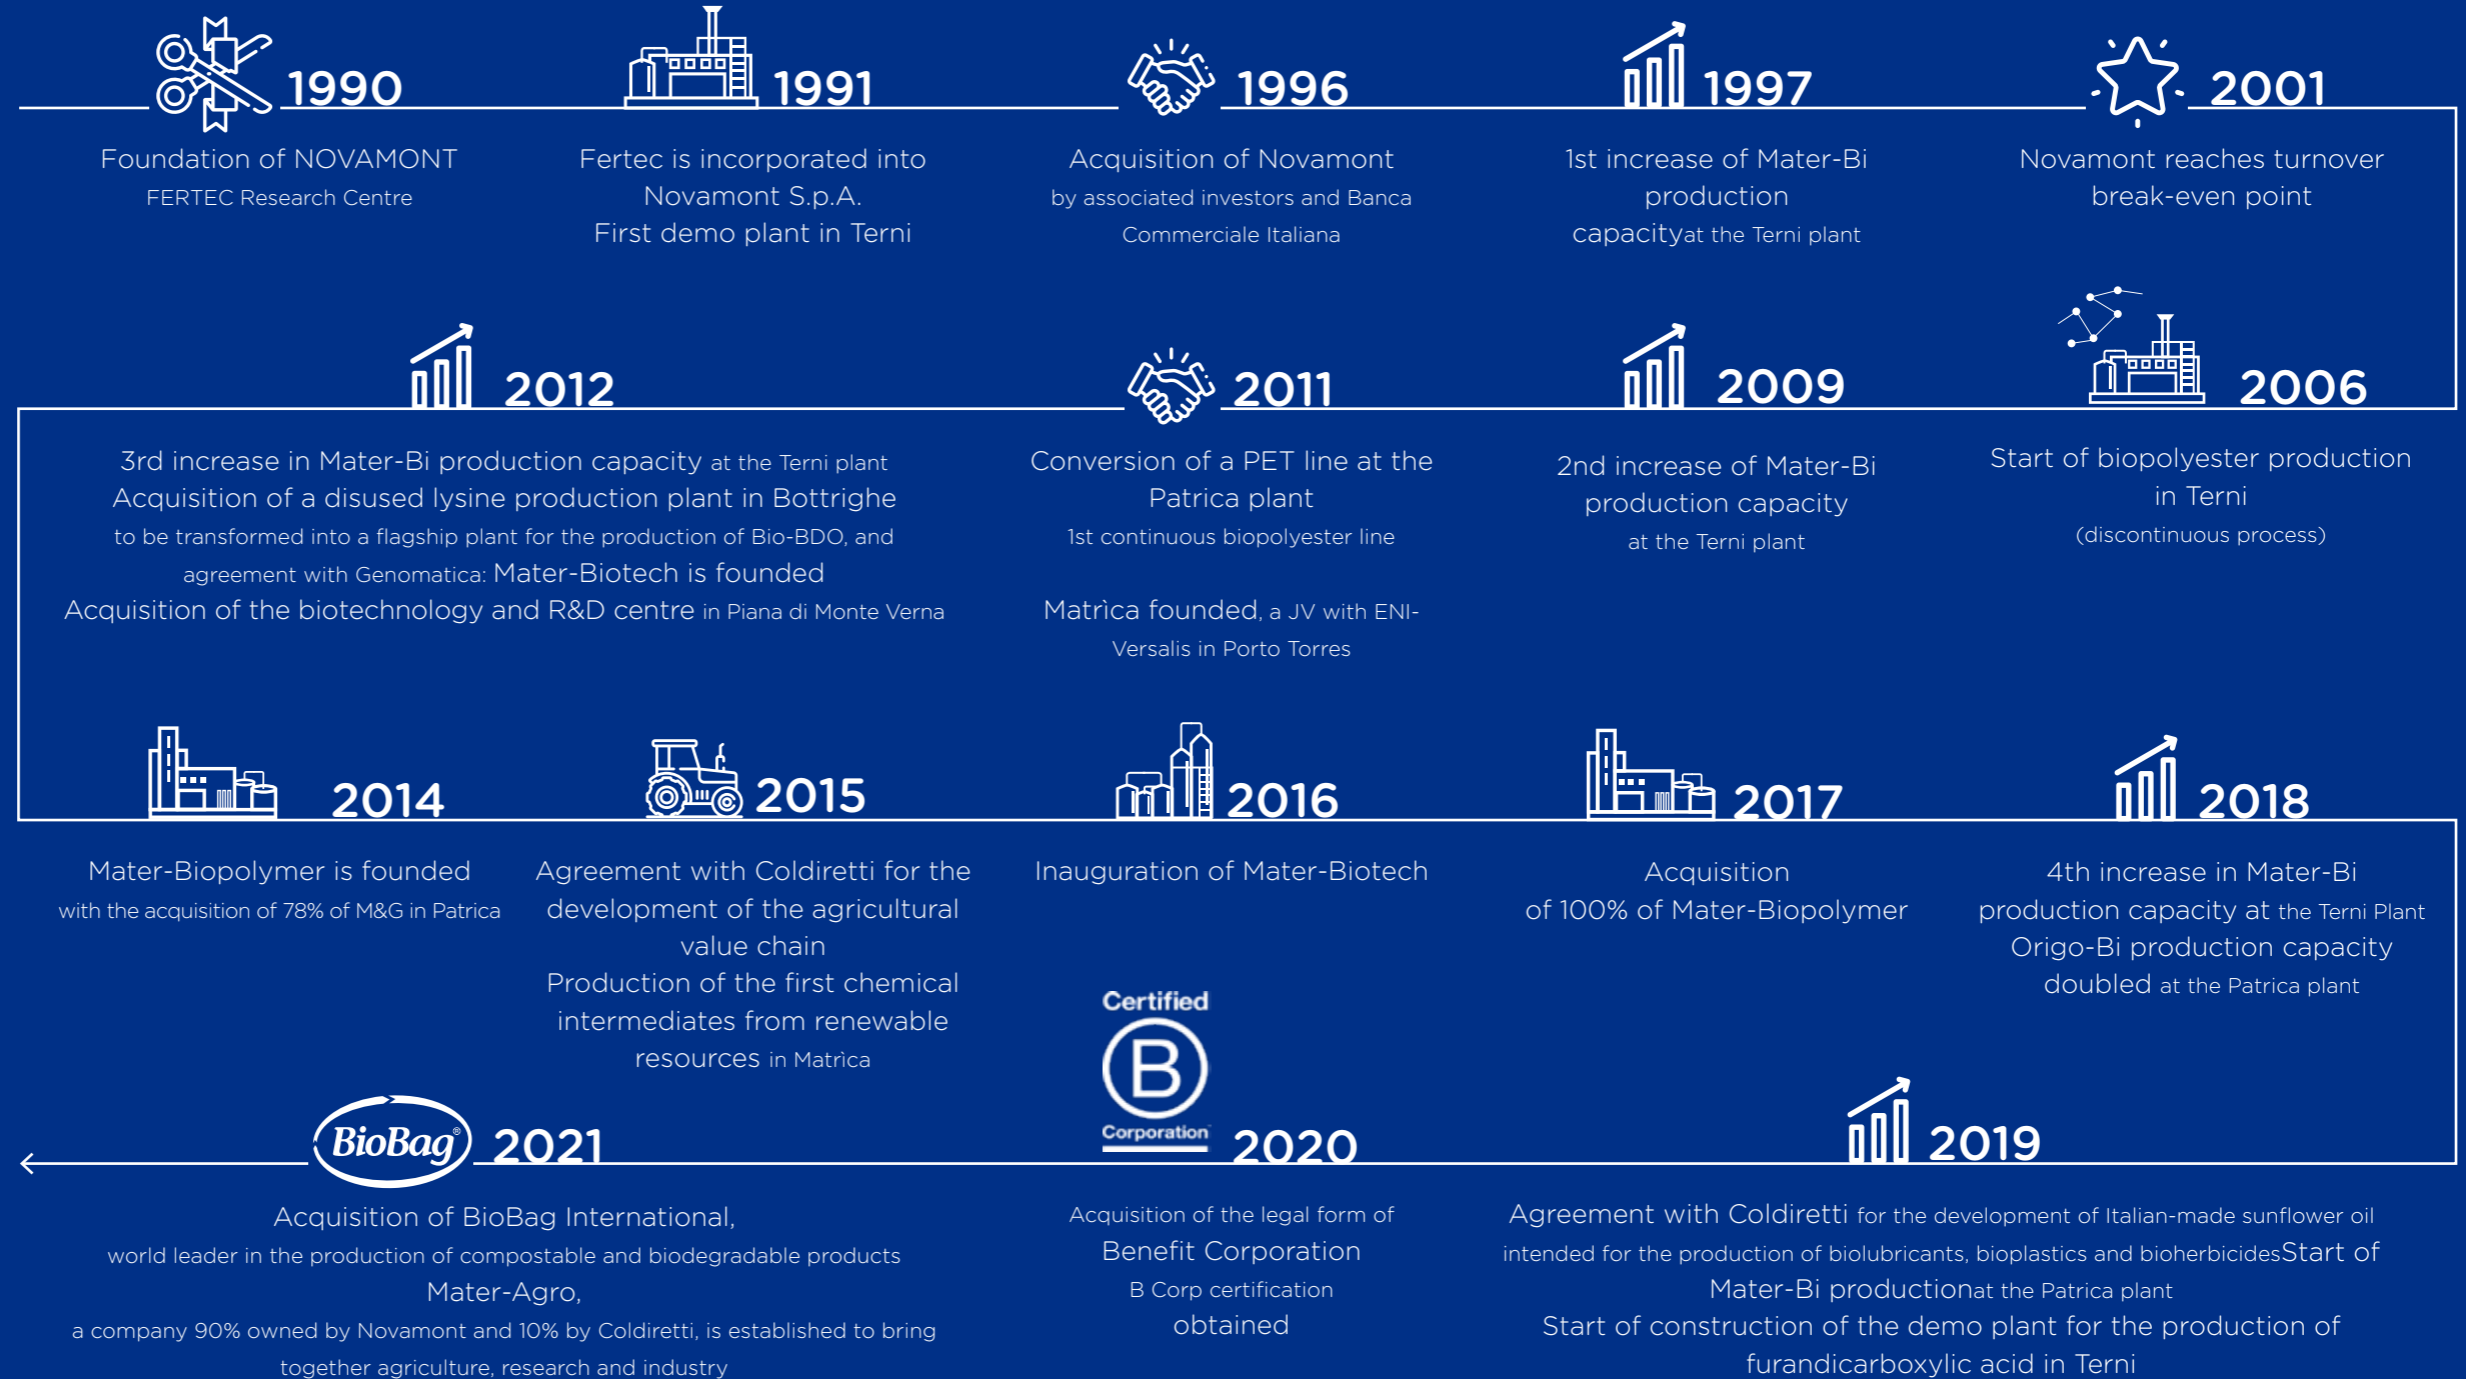 1990
Foundation of NOVAMONT
FERTEC Research Centre
1991
Fertec is incorporated into
Novamont S.p.A.
First demo plant in Terni
1996
Acquisition of Novamont
by associated investors and Banca
Commerciale Italiana
1997
1st increase of Mater-Bi
production
capacityat the Terni plant
2001
Novamont reaches turnover
break-even point
2006
Start of biopolyester production
in Terni
(discontinuous process)
2009
2nd increase of Mater-Bi
production capacity
at the Terni plant
2011
Conversion of a PET line at the
Patrica plant
1st continuous biopolyester line
Matrìca founded, a JV with ENI-
Versalis in Porto Torres
2012
3rd increase in Mater-Bi production capacity at the Terni plant
Acquisition of a disused lysine production plant in Bottrighe
to be transformed into a flagship plant for the production of Bio-BDO, and
agreement with Genomatica: Mater-Biotech is founded
Acquisition of the biotechnology and R&D centre in Piana di Monte Verna
2014
Mater-Biopolymer is founded
with the acquisition of 78% of M&G in Patrica
2015
Agreement with Coldiretti for the
development of the agricultural
value chain
Production of the first chemical
intermediates from renewable
resources in Matrìca
2016
Inauguration of Mater-Biotech
2017
Acquisition
of 100% of Mater-Biopolymer
2018
4th increase in Mater-Bi
production capacity at the Terni Plant
Origo-Bi production capacity
doubled at the Patrica plant
2019
Agreement with Coldiretti for the development of Italian-made sunflower oil
intended for the production of biolubricants, bioplastics and bioherbicidesStart of
Mater-Bi productionat the Patrica plant
Start of construction of the demo plant for the production of
furandicarboxylic acid in Terni
Certified
B
Corporation
2020
Acquisition of the legal form of
Benefit Corporation
B Corp certification
obtained
BioBag®
2021
Acquisition of BioBag International,
world leader in the production of compostable and biodegradable products
Mater-Agro,
a company 90% owned by Novamont and 10% by Coldiretti, is established to bring
together agriculture, research and industry